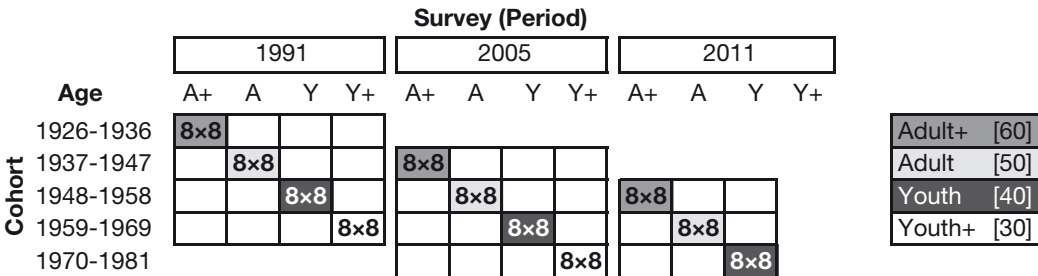 Survey (Period)
1991 2005 2011
Age A+ A Y Y+ A+ A Y Y+ A+ A Y Y+
Cohort
1926-1936 8×8
1937-1947 8×8 8×8
1948-1958 8×8 8×8 8×8
1959-1969 8×8 8×8 8×8
1970-1981 8×8 8×8
Adult+ [60]
Adult [50]
Youth [40]
Youth+ [30]